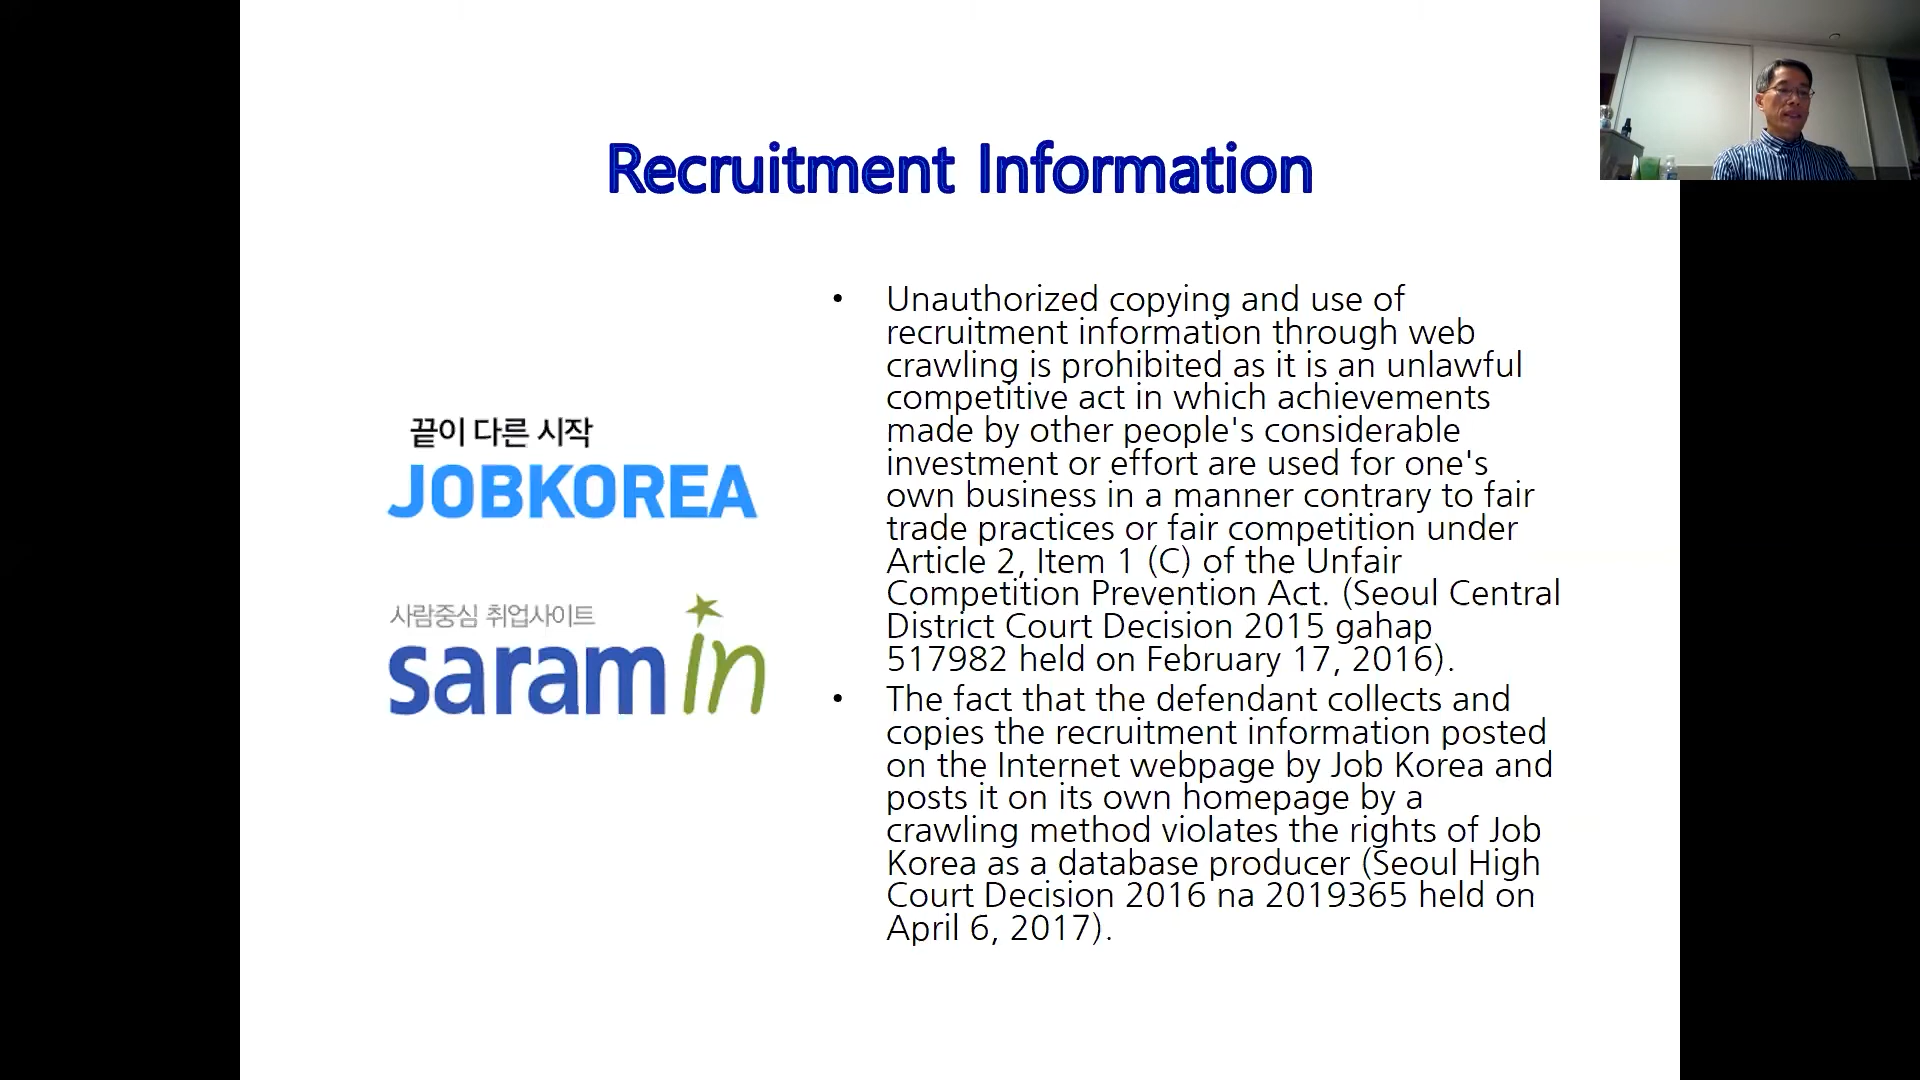 Recruitment Information
끝이 다른 시작
JOBKOREA
사람중심 취업사이트
saramin
• Unauthorized copying and use of
recruitment information through web
crawling is prohibited as it is an unlawful
competitive act in which achievements
made by other people's considerable
investment or effort are used for one's
own business in a manner contrary to fair
trade practices or fair competition under
Article 2, Item 1 (C) of the Unfair
Competition Prevention Act. (Seoul Central
District Court Decision 2015 gahap
517982 held on February 17, 2016).
• The fact that the defendant collects and
copies the recruitment information posted
on the Internet webpage by Job Korea and
posts it on its own homepage by a
crawling method violates the rights of Job
Korea as a database producer (Seoul High
Court Decision 2016 na 2019365 held on
April 6, 2017).